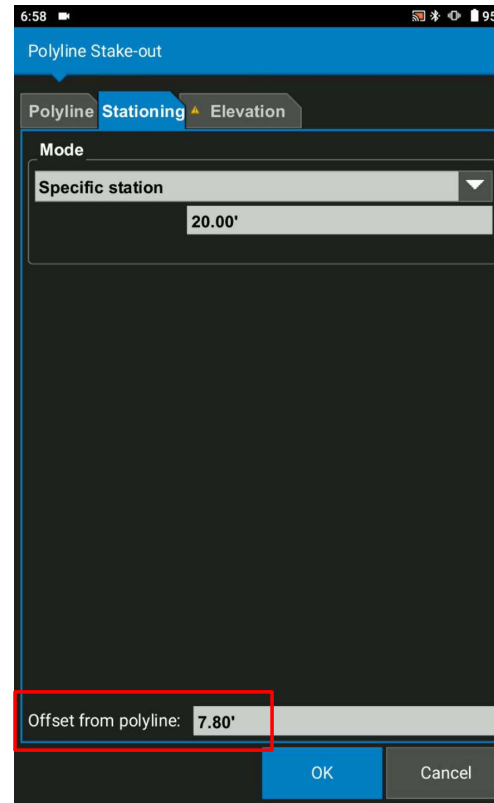 6:58 95
Polyline Stake-out
Polyline Stationing Elevation
Mode
Specific station
20.00'
Offset from polyline: 7.80'
OK Cancel